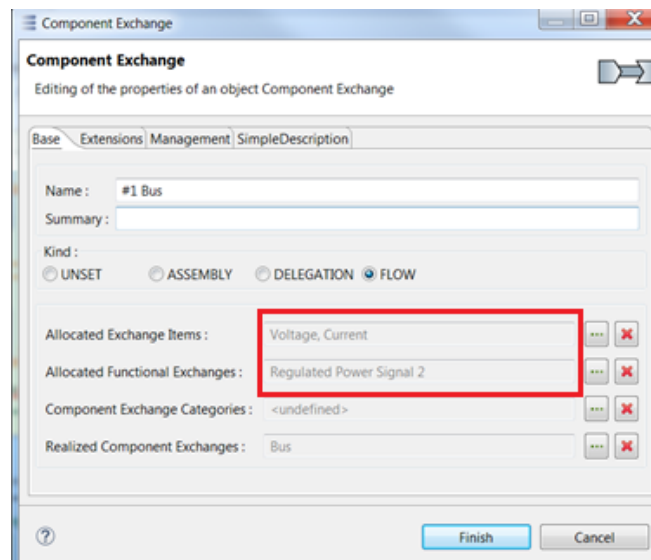 Component Exchange
Component Exchange
Editing of the properties of an object Component Exchange
Base Extensions Management SimpleDescription
Name : #1 Bus
Summary :
Kind :
UNSET ASSEMBLY DELEGATION FLOW
Allocated Exchange Items : Voltage, Current
Allocated Functional Exchanges : Regulated Power Signal 2
Component Exchange Categories : <undefined>
Realized Component Exchanges : Bus
Finish Cancel